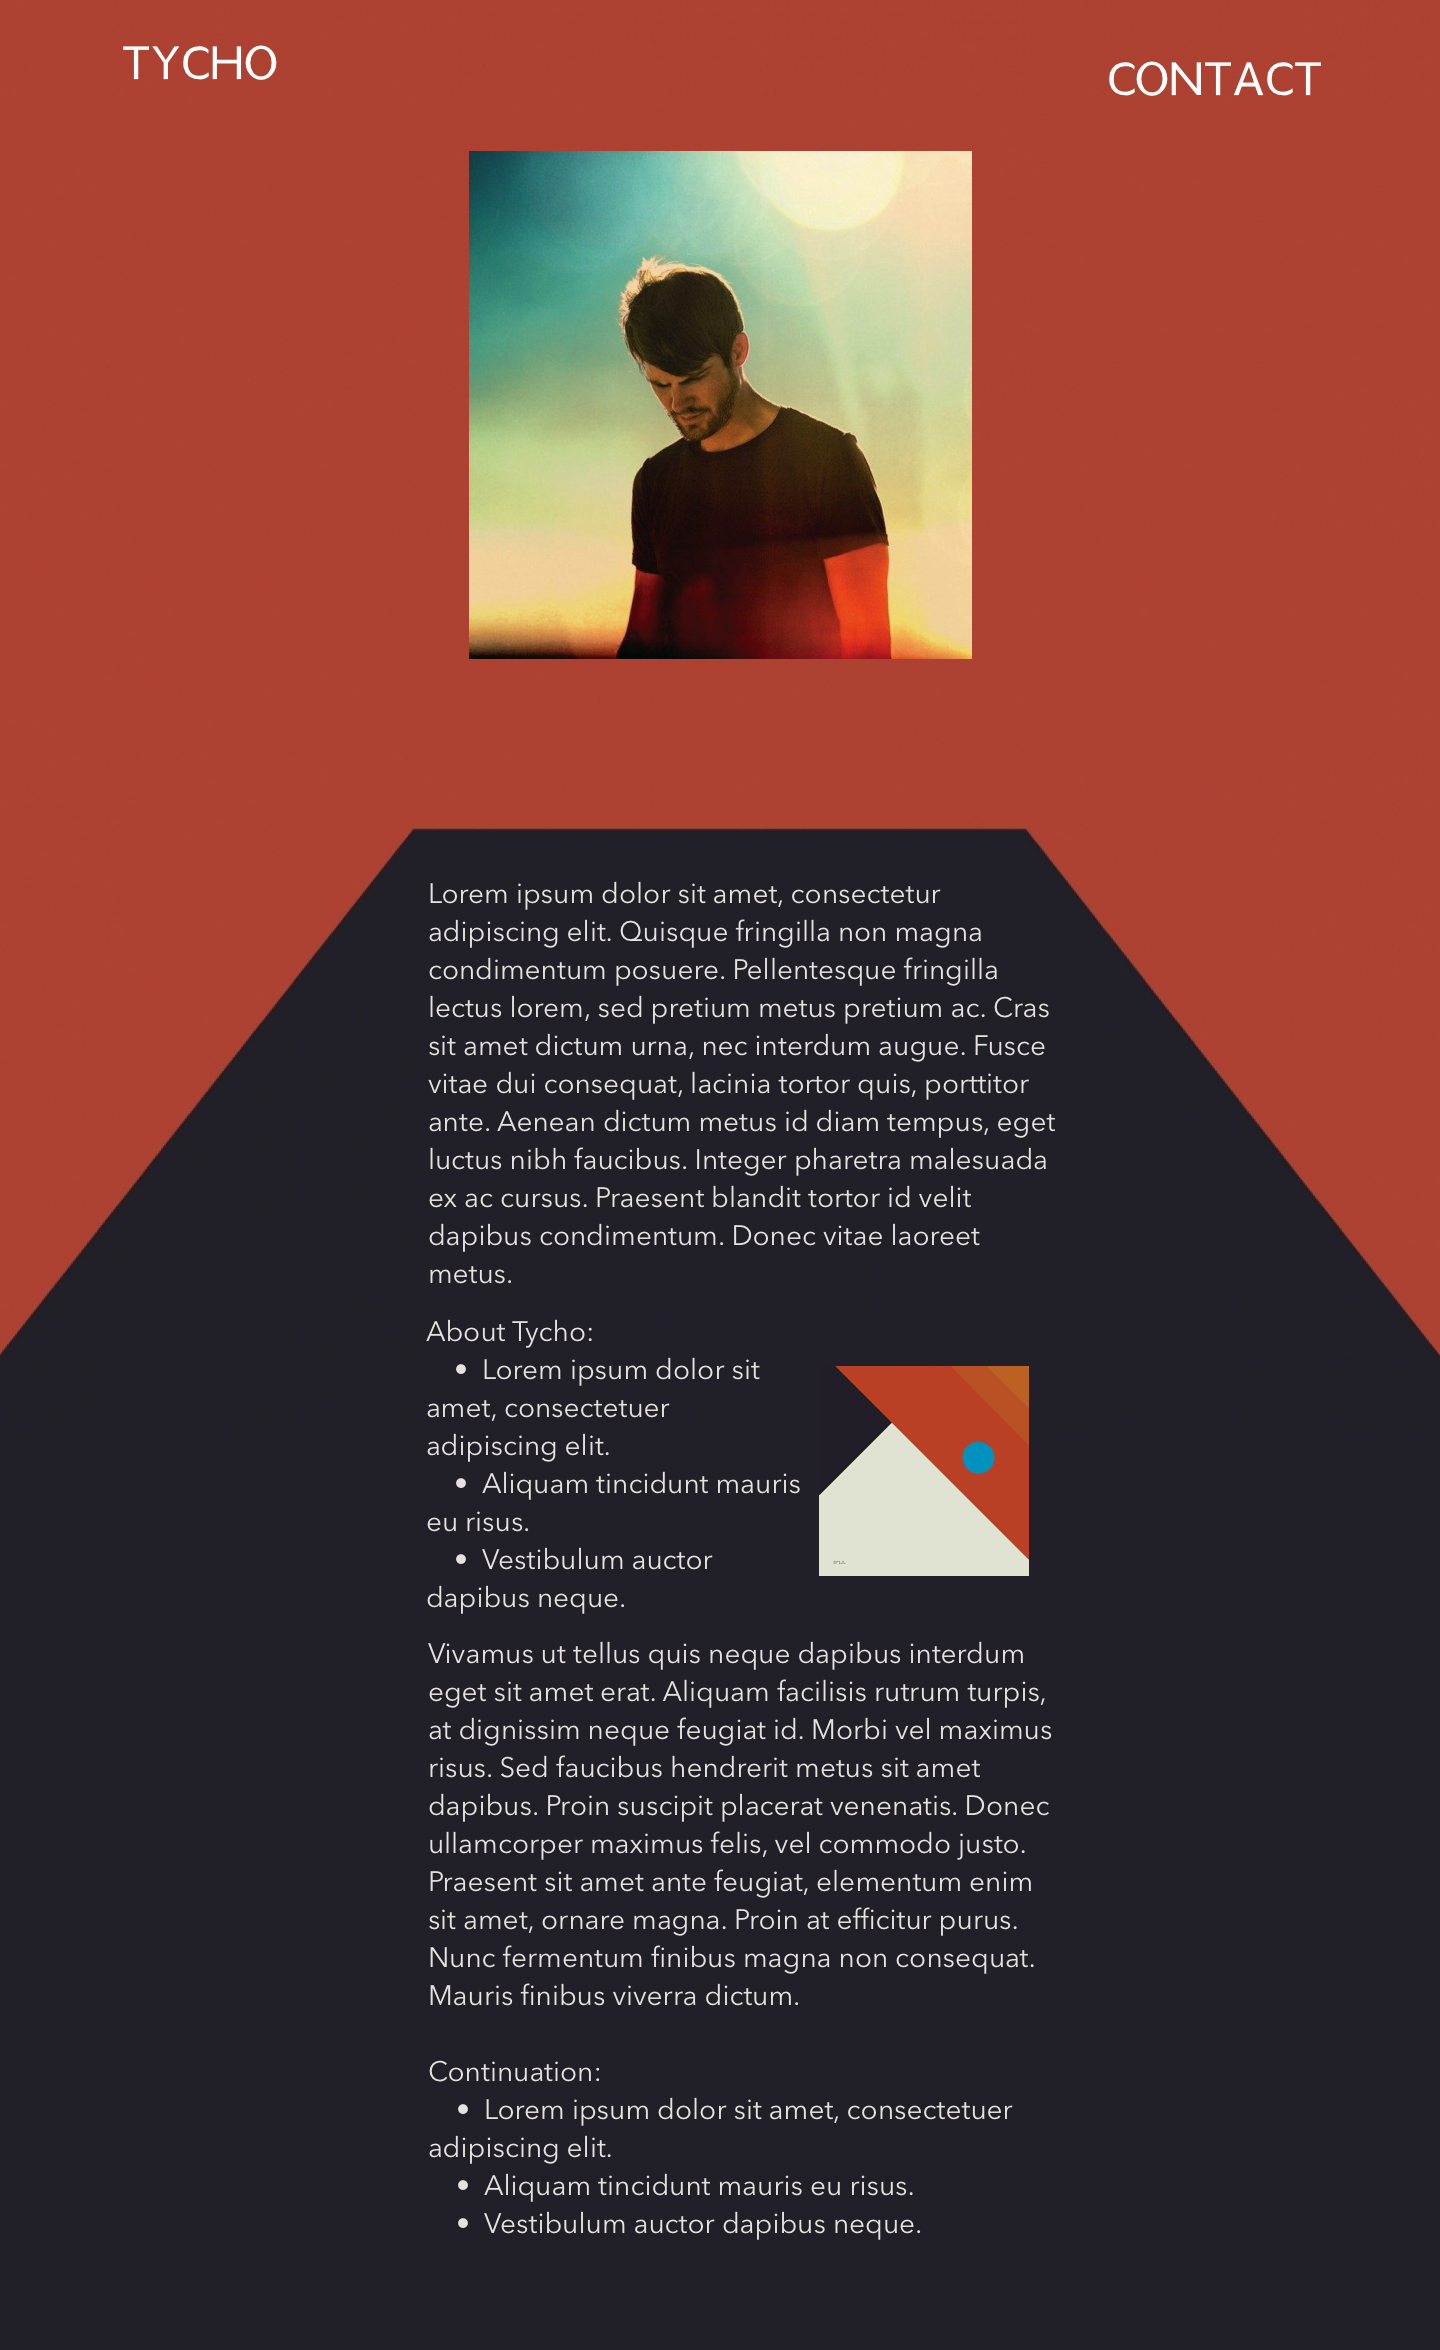 TYCHO
CONTACT
Lorem ipsum dolor sit amet, consectetur
adipiscing elit. Quisque fringilla non magna
condimentum posuere. Pellentesque fringilla
lectus lorem, sed pretium metus pretium ac. Cras
sit amet dictum urna, nec interdum augue. Fusce
vitae dui consequat, lacinia tortor quis, porttitor
ante. Aenean dictum metus id diam tempus, eget
luctus nibh faucibus. Integer pharetra malesuada
ex ac cursus. Praesent blandit tortor id velit
dapibus condimentum. Donec vitae laoreet
metus.
About Tycho:
• Lorem ipsum dolor sit
amet, consectetuer
adipiscing elit.
• Aliquam tincidunt mauris
eu risus.
• Vestibulum auctor
dapibus neque.
Vivamus ut tellus quis neque dapibus interdum
eget sit amet erat. Aliquam facilisis rutrum turpis,
at dignissim neque feugiat id. Morbi vel maximus
risus. Sed faucibus hendrerit metus sit amet
dapibus. Proin suscipit placerat venenatis. Donec
ullamcorper maximus felis, vel commodo justo.
Praesent sit amet ante feugiat, elementum enim
sit amet, ornare magna. Proin at efficitur purus.
Nunc fermentum finibus magna non consequat.
Mauris finibus viverra dictum.
Continuation:
• Lorem ipsum dolor sit amet, consectetuer
adipiscing elit.
• Aliquam tincidunt mauris eu risus.
• Vestibulum auctor dapibus neque.